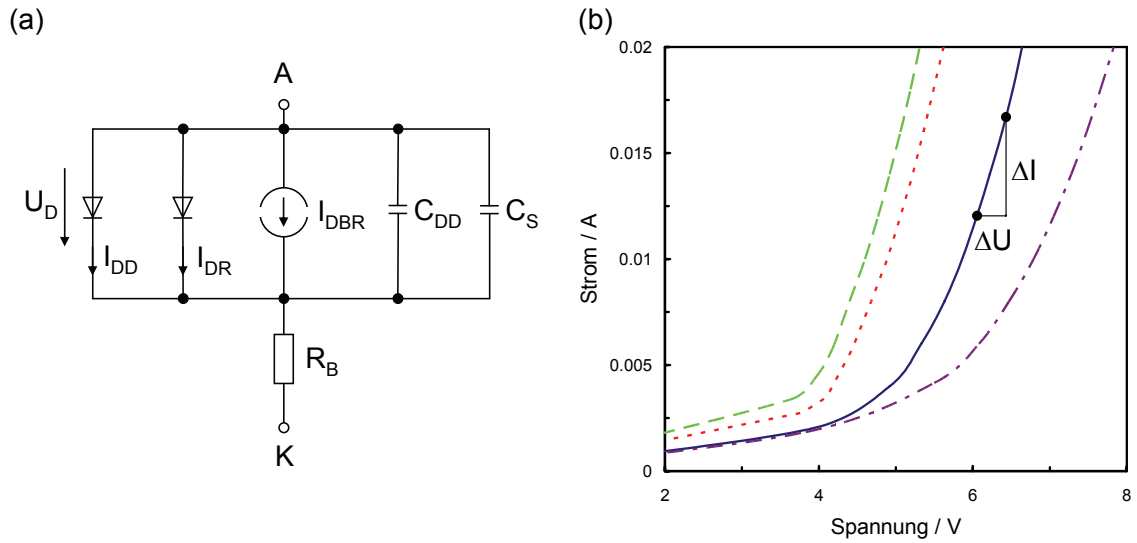 (a)
A
U_D
I_DD
I_DR
I_DBR
C_DD
C_S
R_B
K
(b)
0.02
0.015
0.01
0.005
0
2
4
6
8
Strom / A
Spannung / V
ΔI
ΔU